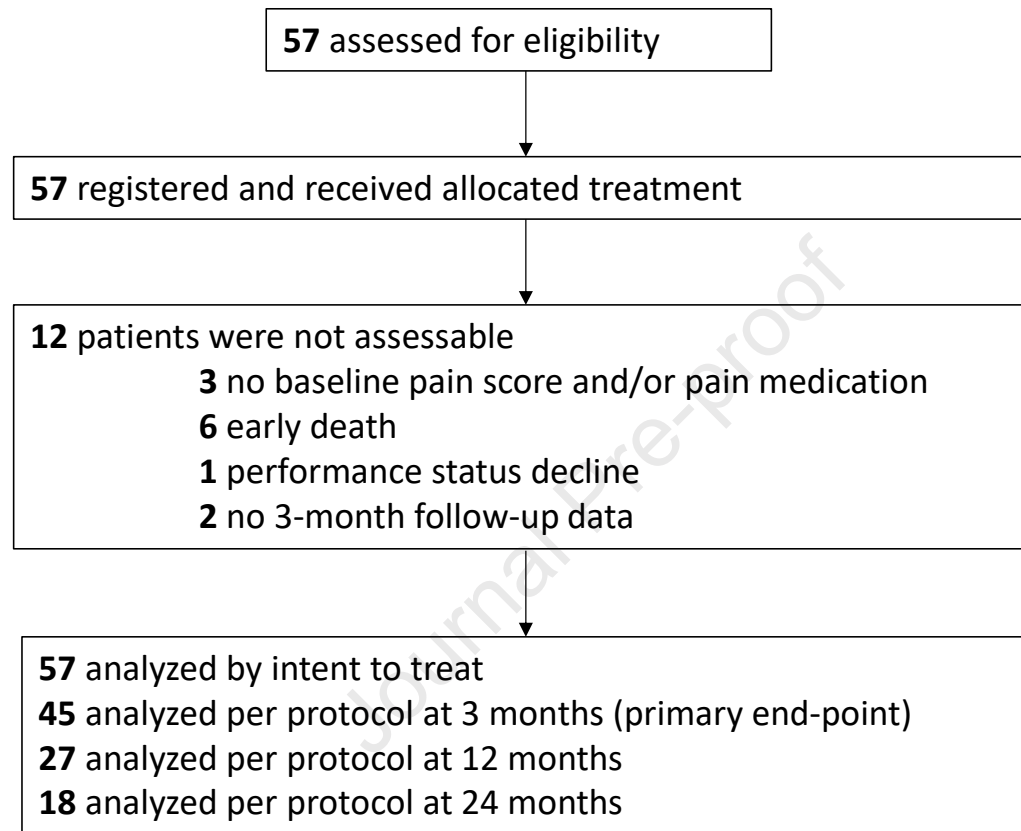 57 assessed for eligibility
57 registered and received allocated treatment
12 patients were not assessable
3 no baseline pain score and/or pain medication
6 early death
1 performance status decline
2 no 3-month follow-up data
Journal Pre-proof
57 analyzed by intent to treat
45 analyzed per protocol at 3 months (primary end-point)
27 analyzed per protocol at 12 months
18 analyzed per protocol at 24 months